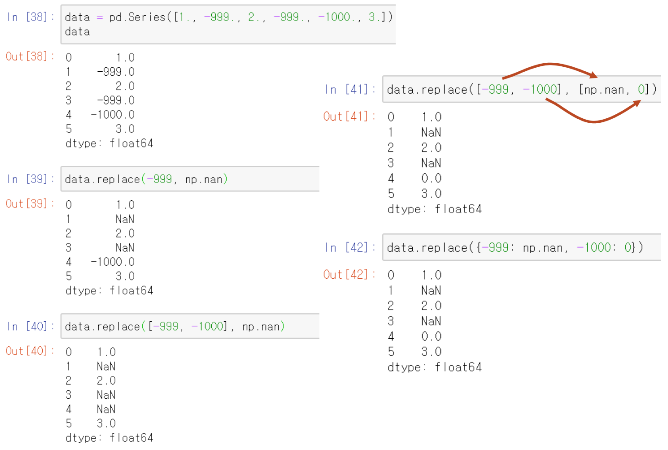 In [38]: data = pd.Series([1., -999., 2., -999., -1000., 3.])
data
Out[38]: 0 1.0
1 -999.0
2 2.0
3 -999.0
4 -1000.0
5 3.0
dtype: float64
In [39]: data.replace(-999, np.nan)
Out[39]: 0 1.0
1 NaN
2 2.0
3 NaN
4 -1000.0
5 3.0
dtype: float64
In [40]: data.replace([-999, -1000], np.nan)
Out[40]: 0 1.0
1 NaN
2 2.0
3 NaN
4 NaN
5 3.0
dtype: float64
In [41]: data.replace([-999, -1000], [np.nan, 0])
Out[41]: 0 1.0
1 NaN
2 2.0
3 NaN
4 0.0
5 3.0
dtype: float64
In [42]: data.replace({-999: np.nan, -1000: 0})
Out[42]: 0 1.0
1 NaN
2 2.0
3 NaN
4 0.0
5 3.0
dtype: float64